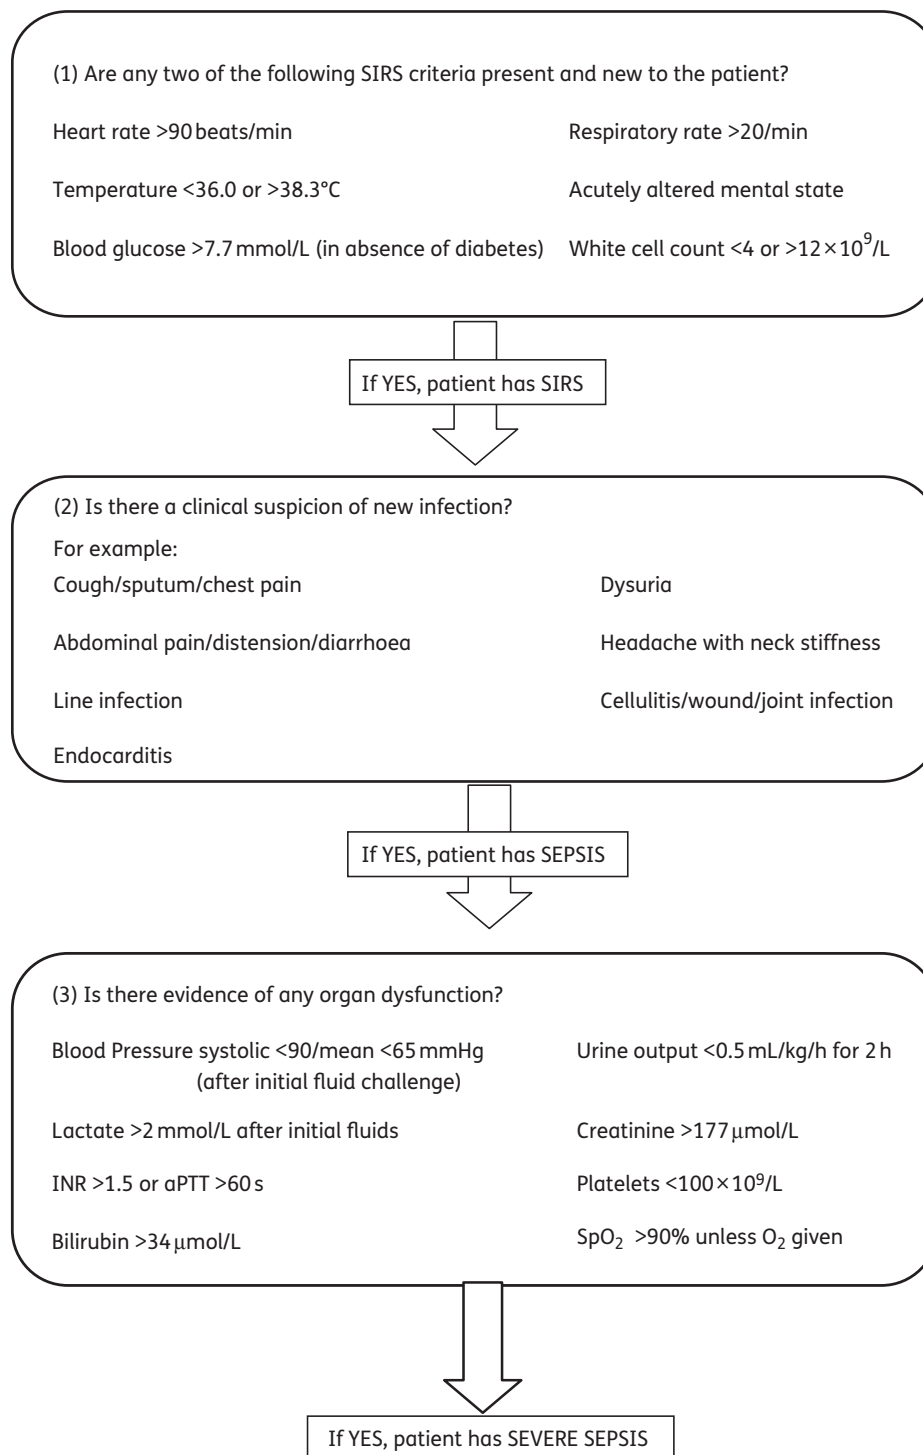 (1) Are any two of the following SIRS criteria present and new to the patient?
Heart rate >90 beats/min
Respiratory rate >20/min
Temperature <36.0 or >38.3°C
Acutely altered mental state
Blood glucose >7.7 mmol/L (in absence of diabetes)
White cell count <4 or >12×10⁹/L
If YES, patient has SIRS
(2) Is there a clinical suspicion of new infection?
For example:
Cough/sputum/chest pain
Dysuria
Abdominal pain/distension/diarrhoea
Headache with neck stiffness
Line infection
Cellulitis/wound/joint infection
Endocarditis
If YES, patient has SEPSIS
(3) Is there evidence of any organ dysfunction?
Blood Pressure systolic <90/mean <65 mmHg
(after initial fluid challenge)
Urine output <0.5 mL/kg/h for 2 h
Lactate >2 mmol/L after initial fluids
Creatinine >177 μmol/L
INR >1.5 or aPTT >60 s
Platelets <100×10⁹/L
Bilirubin >34 μmol/L
SpO₂ >90% unless O₂ given
If YES, patient has SEVERE SEPSIS